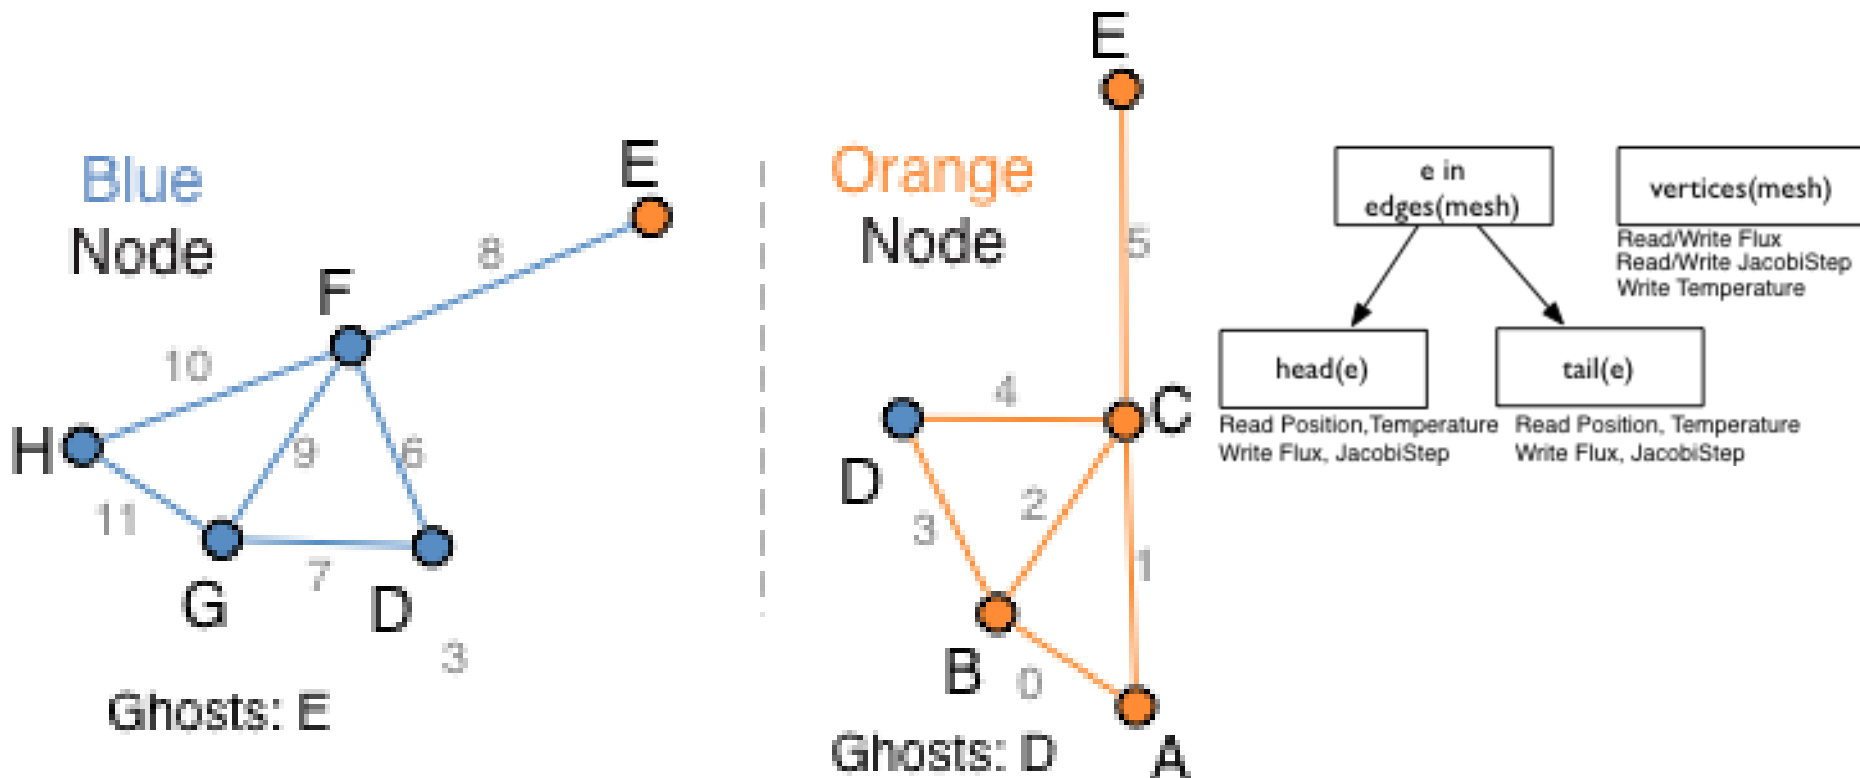 Blue
Node
E
8
F
10
H
9
6
11
7
G
D
3
Ghosts: E
Orange
Node
E
5
4
C
D
2
3
1
B
0
Ghosts: D
A
e in
edges(mesh)
vertices(mesh)
Read/Write Flux
Read/Write JacobiStep
Write Temperature
head(e)
tail(e)
Read Position,Temperature
Write Flux, JacobiStep
Read Position, Temperature
Write Flux, JacobiStep